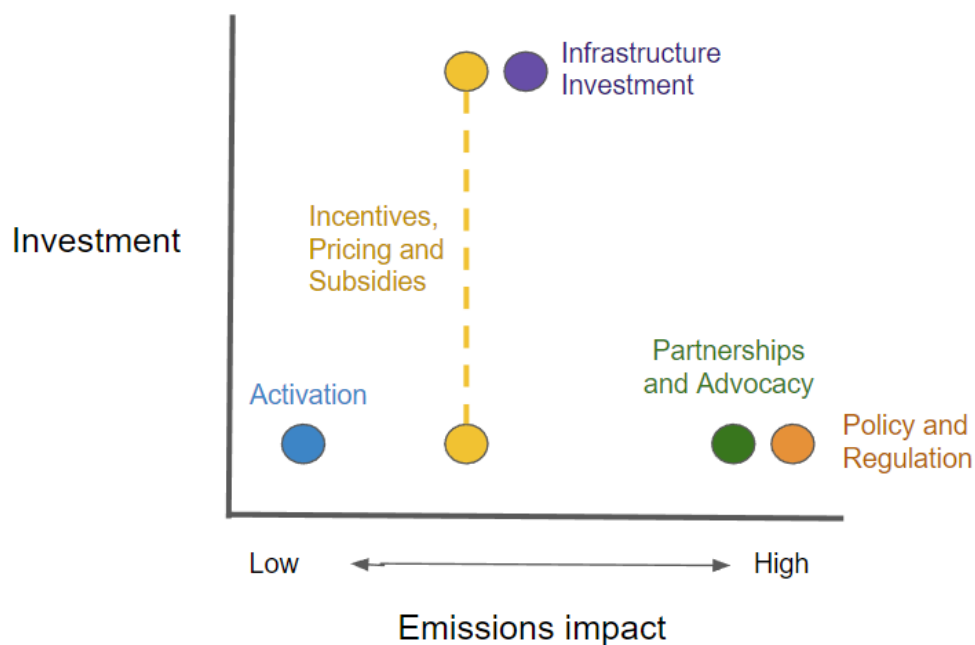 Infrastructure
Investment
Investment
Incentives,
Pricing and
Subsidies
Activation
Partnerships
and Advocacy
Policy and
Regulation
Low
High
Emissions impact